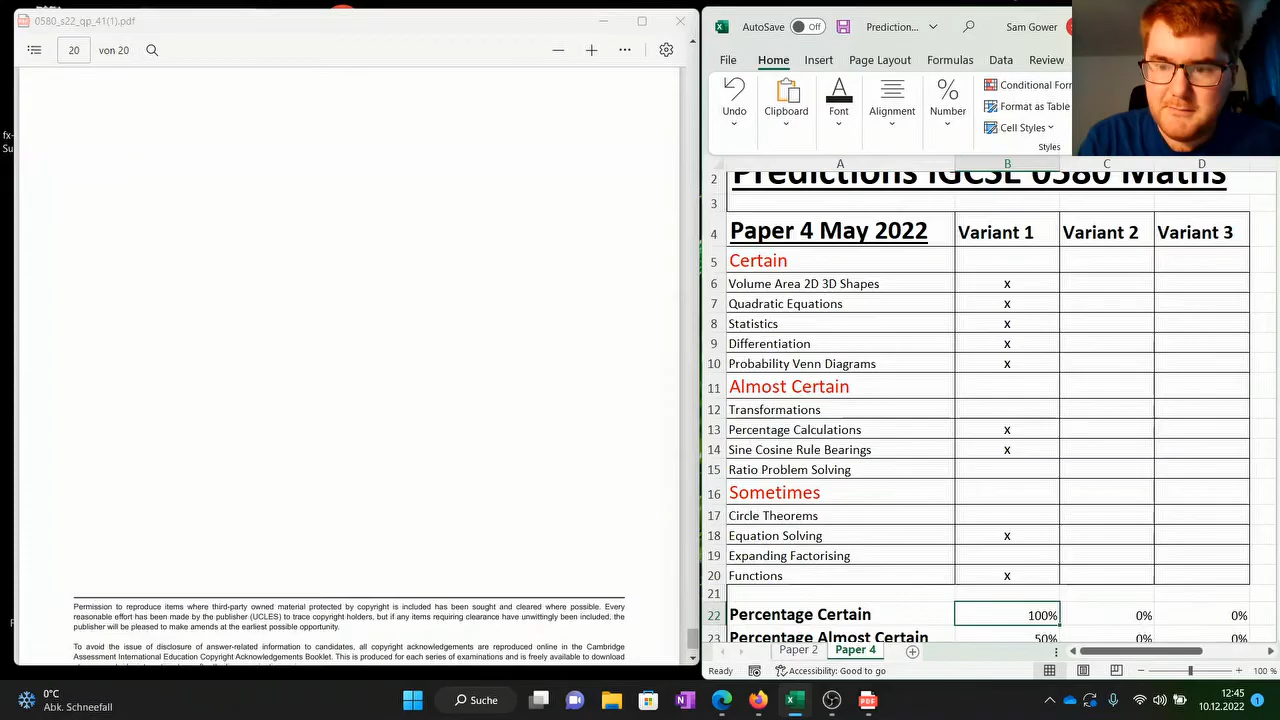 0580_s22_qp_41(1).pdf
20 von 20
Permission to reproduce items where third-party owned material protected by copyright is included has been sought and cleared where possible. Every
reasonable effort has been made by the publisher (UCLES) to trace copyright holders, but if any items requiring clearance have unwittingly been included, the
publisher will be pleased to make amends at the earliest possible opportunity.
To avoid the issue of disclosure of answer-related information to candidates, all copyright acknowledgements are reproduced online in the Cambridge
Assessment International Education Copyright Acknowledgements Booklet. This is produced for each series of examinations and is freely available to download
fx-
Su
AutoSave Off Prediction... Sam Gower
File Home Insert Page Layout Formulas Data Review
Undo Clipboard Font Alignment Number
Conditional For
Format as Table
Cell Styles
Styles
A B C D
2 Predictions IGCSE 0580 Maths
3
4 Paper 4 May 2022 Variant 1 Variant 2 Variant 3
5 Certain
6 Volume Area 2D 3D Shapes x
7 Quadratic Equations x
8 Statistics x
9 Differentiation x
10 Probability Venn Diagrams x
11 Almost Certain
12 Transformations
13 Percentage Calculations x
14 Sine Cosine Rule Bearings x
15 Ratio Problem Solving
16 Sometimes
17 Circle Theorems
18 Equation Solving x
19 Expanding Factorising
20 Functions x
21
22 Percentage Certain 100% 0% 0%
23 Percentage Almost Certain 50% 0% 0%
Paper 2 Paper 4
Ready Accessibility: Good to go 100 %
0°C
Abk. Schneefall
Suche
12:45
10.12.2022
1